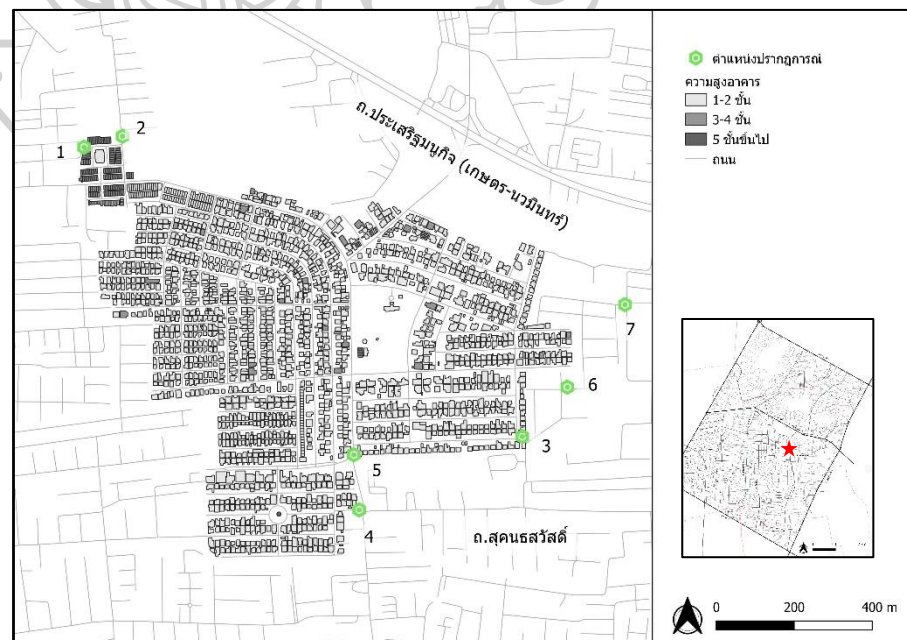 ตำแหน่งปรากฏการณ์
ความสูงอาคาร
1-2 ชั้น
3-4 ชั้น
5 ชั้นขึ้นไป
ถนน
ถ.ประเสริฐมนูกิจ (เกษตร-นวมินทร์)
1
2
7
6
3
5
4
ถ.สุคนธสวัสดิ์
0 200 400 m